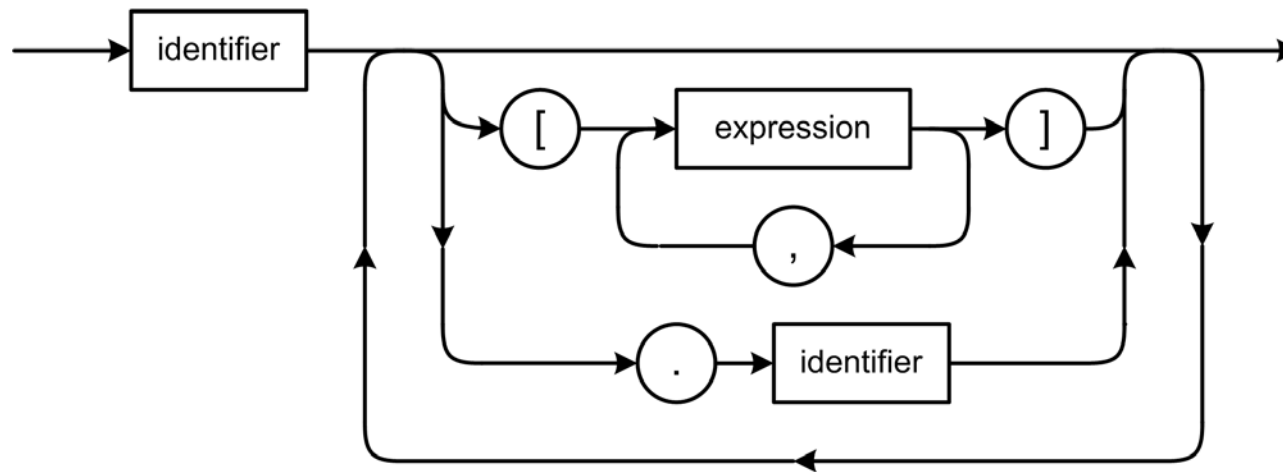 identifier
[ expression ]
,
. identifier